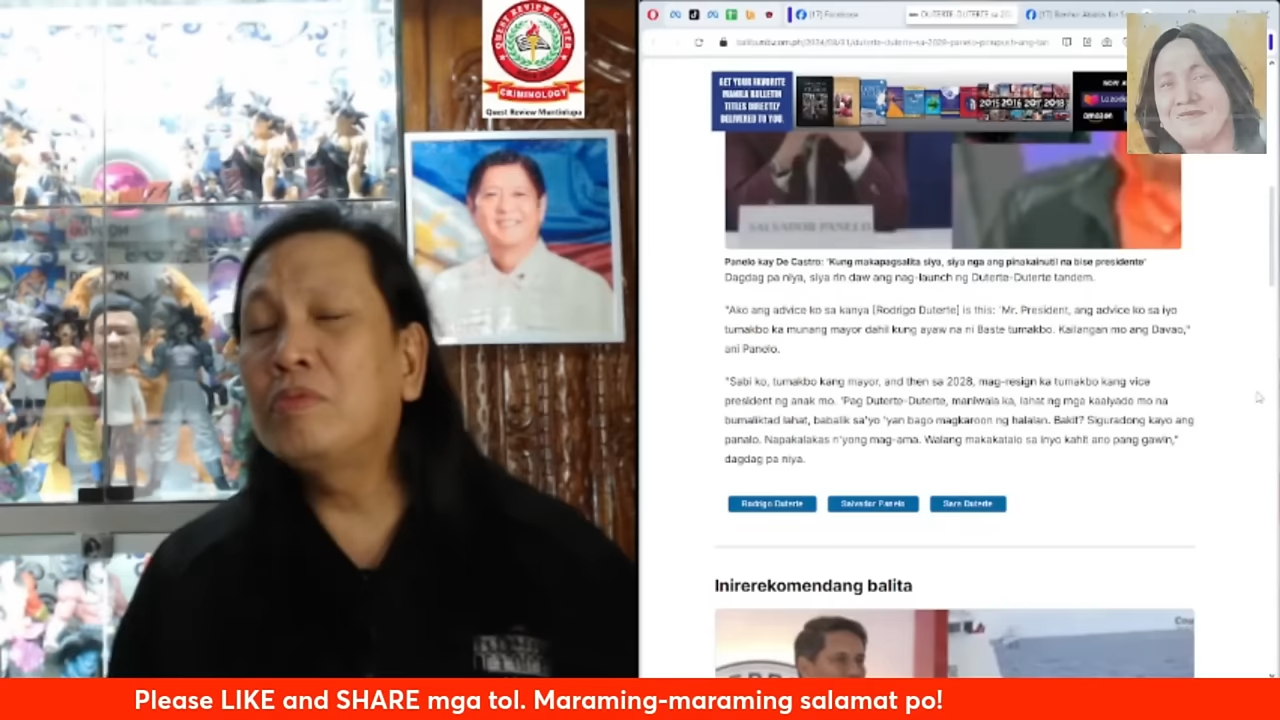 QUEST REVIEW CENTER
CRIMINOLOGY
Quest Review Muntinlupa
(17) Facebook
GET YOUR FAVORITE
MANILA BULLETIN
TITLES DIRECTLY
DELIVERED TO YOU.
2015 2016 2017 2018
SALVADOR PANELO
Panelo kay De Castro: 'Kung makapagsalita siya, siya nga ang pinakainutil na bise presidente'
Dagdag pa niya, siya rin daw ang nag-launch ng Duterte-Duterte tandem.
"Ako ang advice ko sa kanya [Rodrigo Duterte] is this: 'Mr. President, ang advice ko sa iyo
tumakbo ka munang mayor dahil kung ayaw na ni Baste tumakbo. Kailangan mo ang Davao,"
ani Panelo.
"Sabi ko, tumakbo kang mayor, and then sa 2028, mag-resign ka tumakbo kang vice
president ng anak mo. 'Pag Duterte-Duterte, maniwala ka, lahat ng mga kaalyado mo na
bumaliktad lahat, babalik sa'yo 'yan bago magkaroon ng halalan. Bakit? Siguradong kayo ang
panalo. Napakalakas n'yong mag-ama. Walang makakatalo sa inyo kahit ano pang gawin,"
dagdag pa niya.
Rodrigo Duterte
Salvador Panelo
Sara Duterte
Inirerekomendang balita
Please LIKE and SHARE mga tol. Maraming-maraming salamat po!